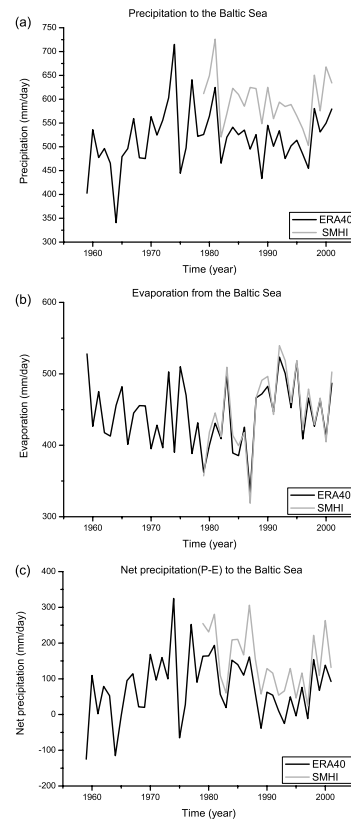 (a)
Precipitation to the Baltic Sea
750
700
650
600
550
500
450
400
350
300
Precipitation (mm/day)
ERA40
SMHI
1960 1970 1980 1990 2000
Time (year)
(b)
Evaporation from the Baltic Sea
600
500
400
300
Evaporation (mm/day)
ERA40
SMHI
1960 1970 1980 1990 2000
Time (year)
(c)
Net precipitation(P-E) to the Baltic Sea
400
300
200
100
0
-100
-200
Net precipitation (mm/day)
ERA40
SMHI
1960 1970 1980 1990 2000
Time (year)